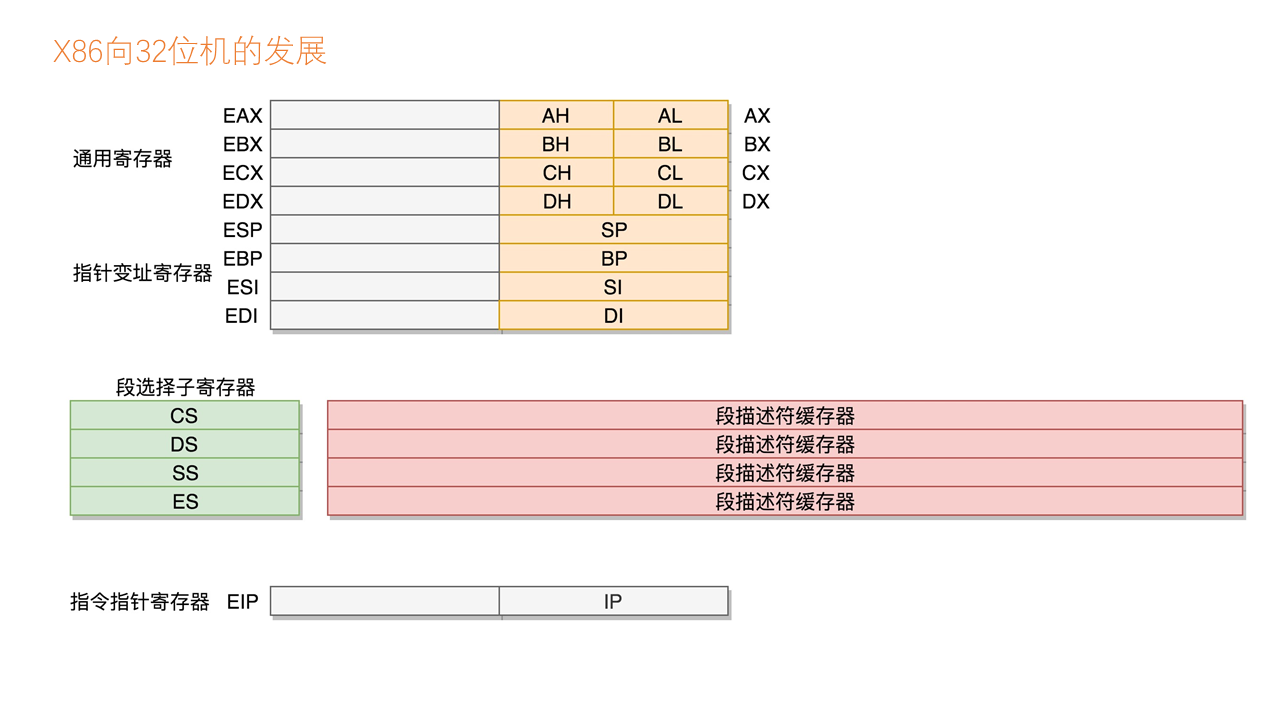 X86向32位机的发展
EAX AH AL AX
EBX BH BL BX
通用寄存器
ECX CH CL CX
EDX DH DL DX
ESP SP
EBP BP
指针变址寄存器
ESI SI
EDI DI
段选择子寄存器
CS 段描述符缓存器
DS 段描述符缓存器
SS 段描述符缓存器
ES 段描述符缓存器
指令指针寄存器 EIP IP